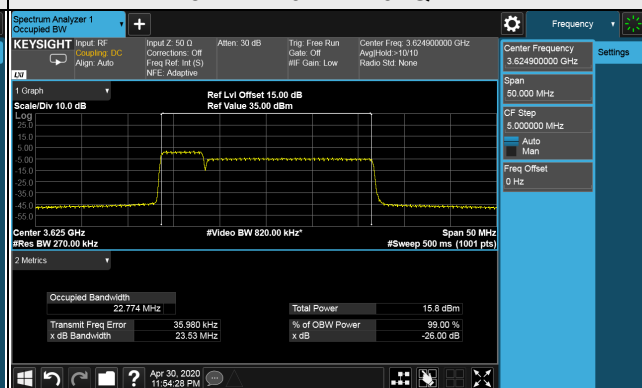 Spectrum Analyzer 1
Occupied BW
Frequency
KEYSIGHT
Input: RF
Coupling: DC
Align: Auto
Input Z: 50 Ω
Corrections: Off
Freq Ref: Int (S)
NFE: Adaptive
Atten: 30 dB
Trig: Free Run
Gate: Off
#IF Gain: Low
Center Freq: 3.624900000 GHz
Avg|Hold:>10/10
Radio Std: None
LXI
Center Frequency
3.624900000 GHz
Settings
Span
50.000 MHz
CF Step
5.000000 MHz
Auto
Man
Freq Offset
0 Hz
1 Graph
Scale/Div 10.0 dB
Ref Lvl Offset 15.00 dB
Ref Value 35.00 dBm
Log
25.0
15.0
5.00
-5.00
-15.0
-25.0
-35.0
-45.0
-55.0
Center 3.625 GHz
#Res BW 270.00 kHz
#Video BW 820.00 kHz*
Span 50 MHz
#Sweep 500 ms (1001 pts)
2 Metrics
Occupied Bandwidth
22.774 MHz
Total Power 15.8 dBm
Transmit Freq Error 35.980 kHz
% of OBW Power 99.00 %
x dB Bandwidth 23.53 MHz
x dB -26.00 dB
?
Apr 30, 2020
11:54:28 PM